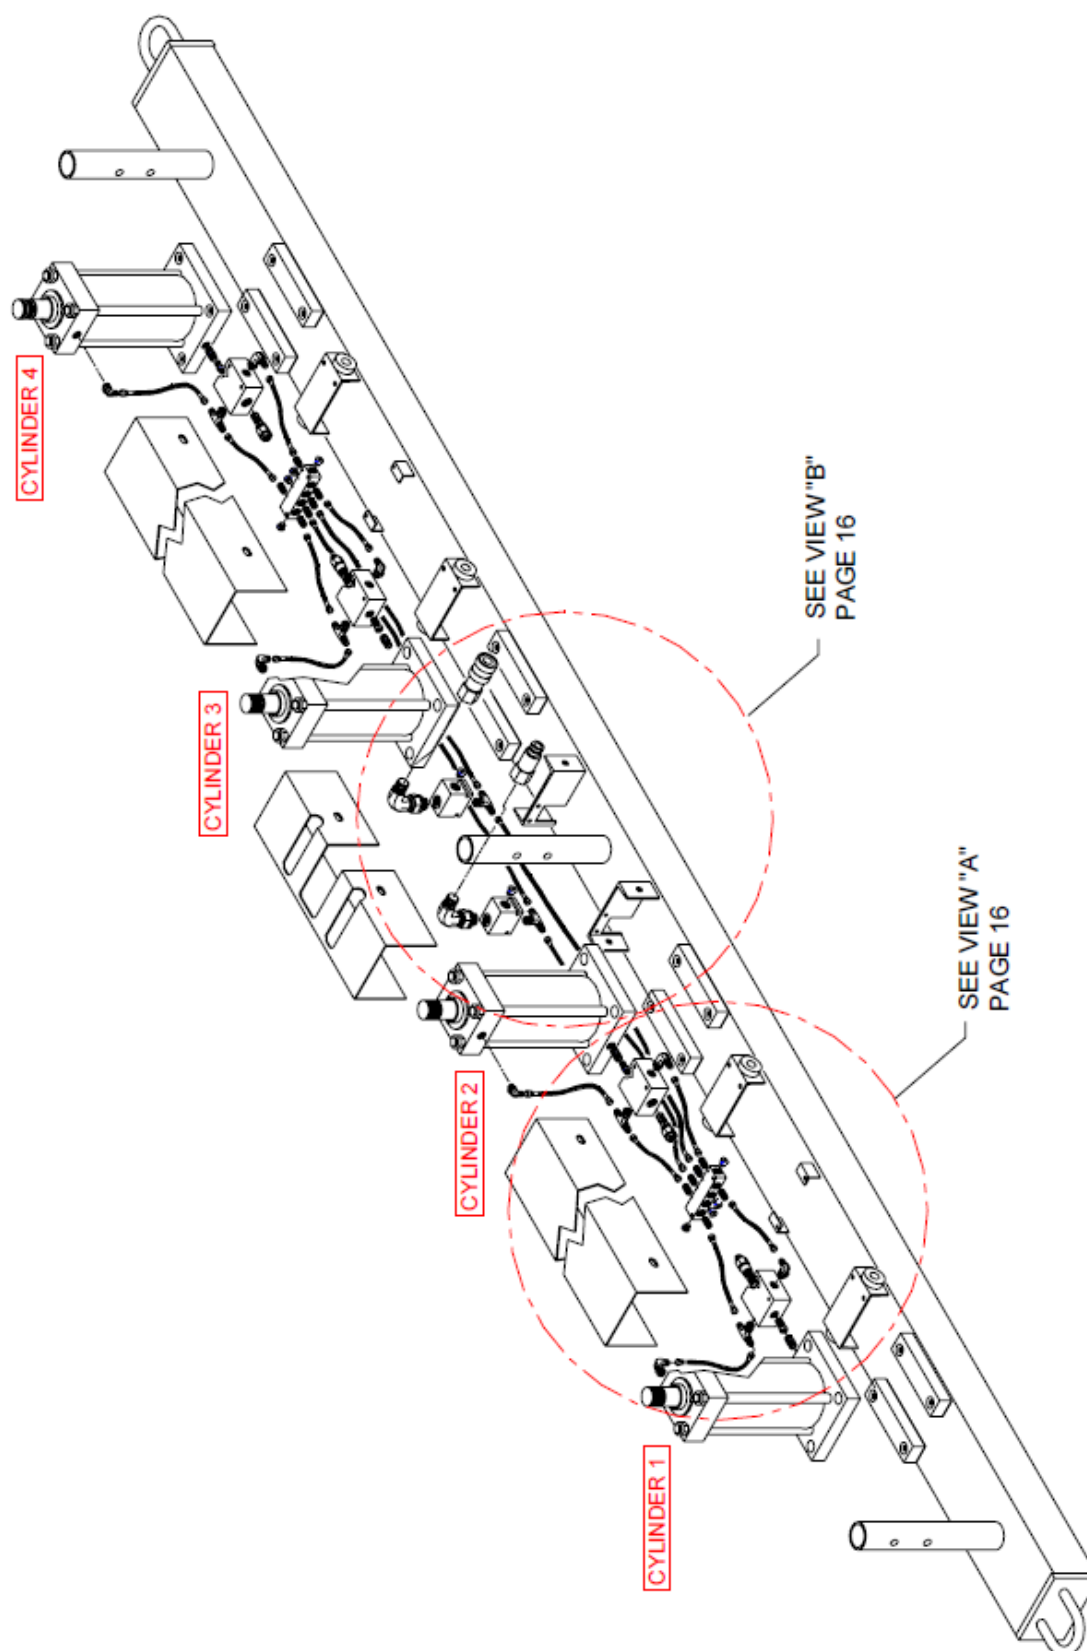 CYLINDER 4
CYLINDER 3
SEE VIEW "B"
PAGE 16
CYLINDER 2
SEE VIEW "A"
PAGE 16
CYLINDER 1